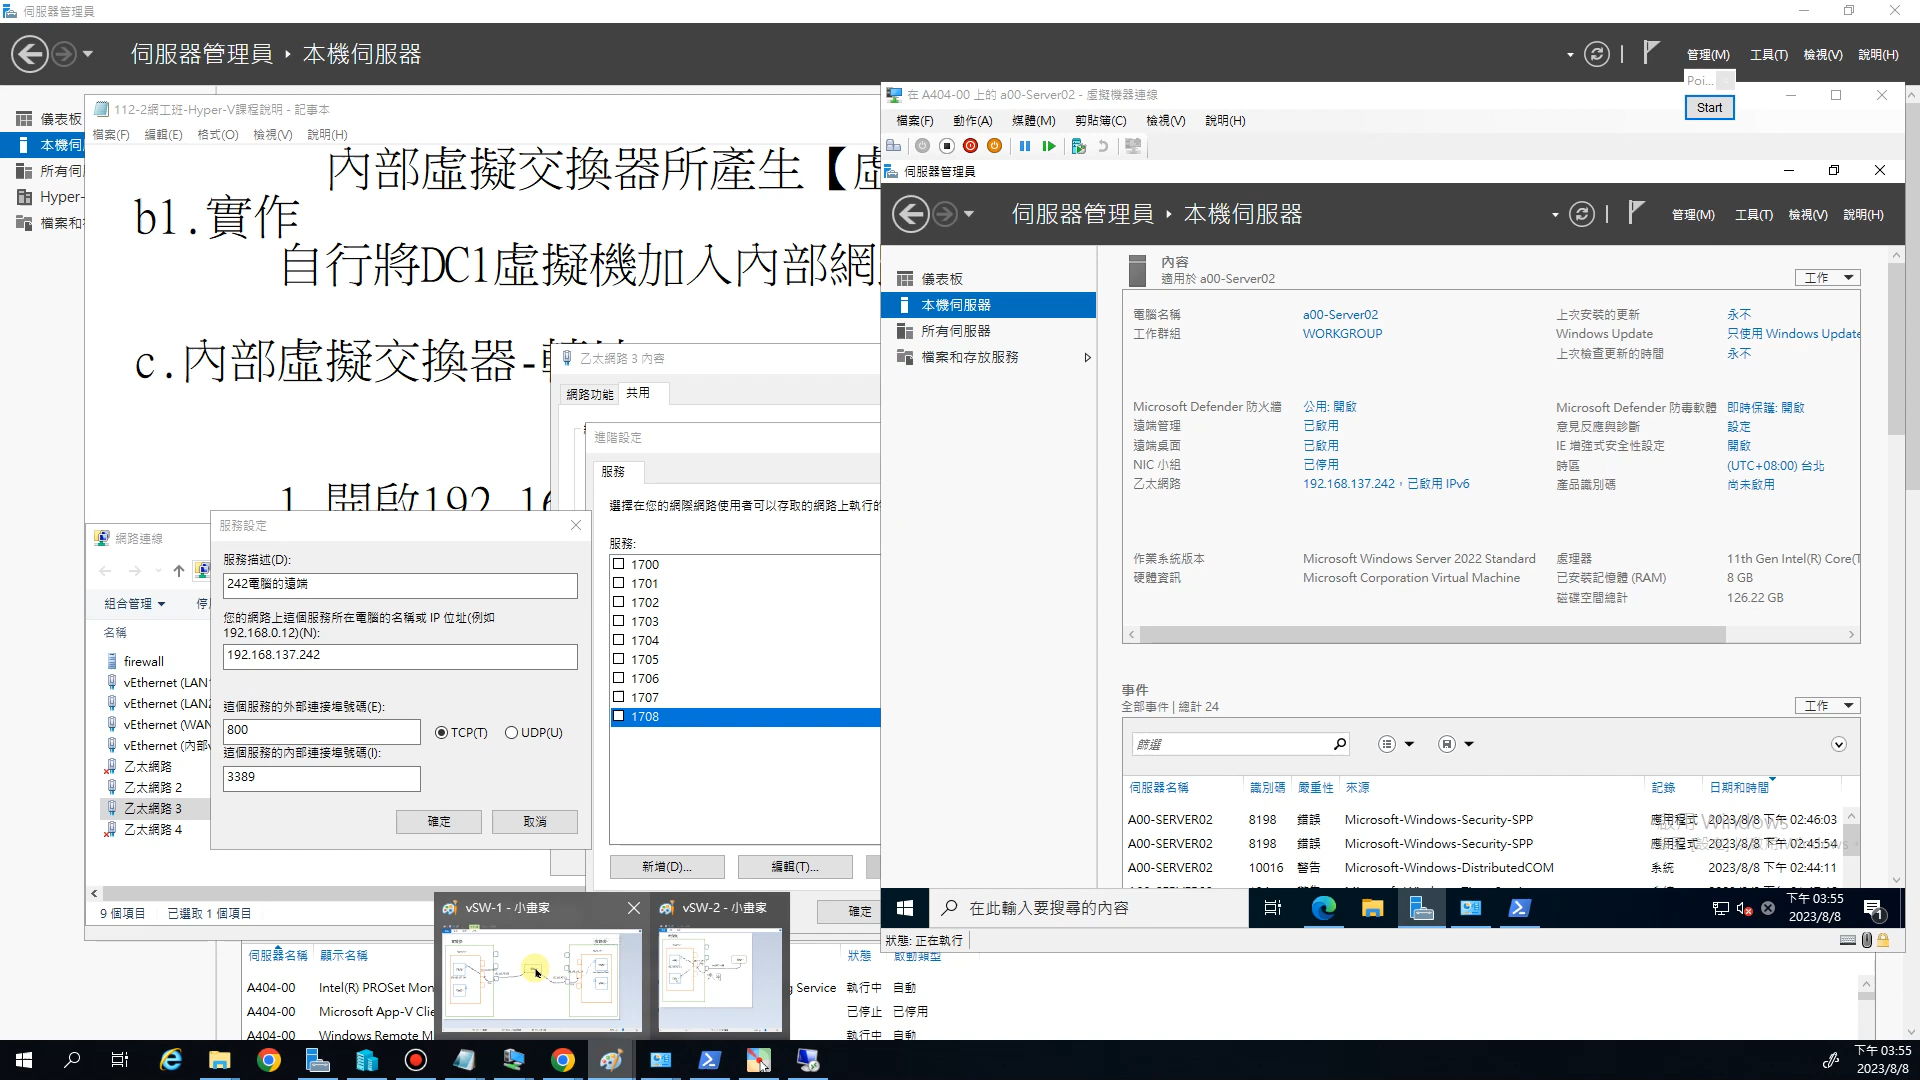 伺服器管理員
伺服器管理員 ‣ 本機伺服器
管理(M) 工具(T) 檢視(V) 說明(H)
Poi...
Start
儀表板
本機伺
所有伺
Hyper-
檔案和
112-2網工班-Hyper-V課程說明 - 記事本
檔案(F) 編輯(E) 格式(O) 檢視(V) 說明(H)
內部虛擬交換器所產生【虛
b1.實作
自行將DC1虛擬機加入內部網
c.內部虛擬交換器-
1.開啟192.16
乙太網路 3 內容
網路功能 共用
進階設定
服務
選擇在您的網際網路使用者可以存取的網路上執行的
服務:
1700
1701
1702
1703
1704
1705
1706
1707
1708
新增(D)... 編輯(T)...
確定
網路連線
組合管理 停
名稱
firewall
vEthernet (LAN1
vEthernet (LAN2
vEthernet (WAN
vEthernet (內部
乙太網路
乙太網路 2
乙太網路 3
乙太網路 4
9 個項目 已選取 1 個項目
服務設定
服務描述(D):
242電腦的遠端
您的網路上這個服務所在電腦的名稱或 IP 位址(例如
192.168.0.12)(N):
192.168.137.242
這個服務的外部連接埠號碼(E):
800
TCP(T) UDP(U)
這個服務的內部連接埠號碼(I):
3389
確定 取消
在 A404-00 上的 a00-Server02 - 虛擬機器連線
檔案(F) 動作(A) 媒體(M) 剪貼簿(C) 檢視(V) 說明(H)
伺服器管理員
伺服器管理員 ‣ 本機伺服器
管理(M) 工具(T) 檢視(V) 說明(H)
儀表板
本機伺服器
所有伺服器
檔案和存放服務
內容
適用於 a00-Server02
工作
電腦名稱 a00-Server02 上次安裝的更新 永不
工作群組 WORKGROUP Windows Update 只使用 Windows Update
上次檢查更新的時間 永不
Microsoft Defender 防火牆 公用: 開啟 Microsoft Defender 防毒軟體 即時保護: 開啟
遠端管理 已啟用 意見反應與診斷 設定
遠端桌面 已啟用 IE 增強式安全性設定 開啟
NIC 小組 已停用 時區 (UTC+08:00) 台北
乙太網路 192.168.137.242，已啟用 IPv6 產品識別碼 尚未啟用
作業系統版本 Microsoft Windows Server 2022 Standard 處理器 11th Gen Intel(R) Core(T
硬體資訊 Microsoft Corporation Virtual Machine 已安裝記憶體 (RAM) 8 GB
磁碟空間總計 126.22 GB
事件
全部事件 | 總計 24
工作
篩選
伺服器名稱 識別碼 嚴重性 來源 記錄 日期和時間
A00-SERVER02 8198 錯誤 Microsoft-Windows-Security-SPP 應用程式 2023/8/8 下午 02:46:03
A00-SERVER02 8198 錯誤 Microsoft-Windows-Security-SPP 應用程式 2023/8/8 下午 02:45:54
A00-SERVER02 10016 警告 Microsoft-Windows-DistributedCOM 系統 2023/8/8 下午 02:44:11
啟用 Windows
在此輸入要搜尋的內容
下午 03:55
2023/8/8
1
狀態: 正在執行
vSW-1 - 小畫家
vSW-2 - 小畫家
伺服器名稱 顯示名稱 狀態 啟動類型
A404-00 Intel(R) PROSet Mon g Service 執行中 自動
A404-00 Microsoft App-V Clie 已停止 已停用
A404-00 Windows Remote M 執行中 自動
下午 03:55
2023/8/8